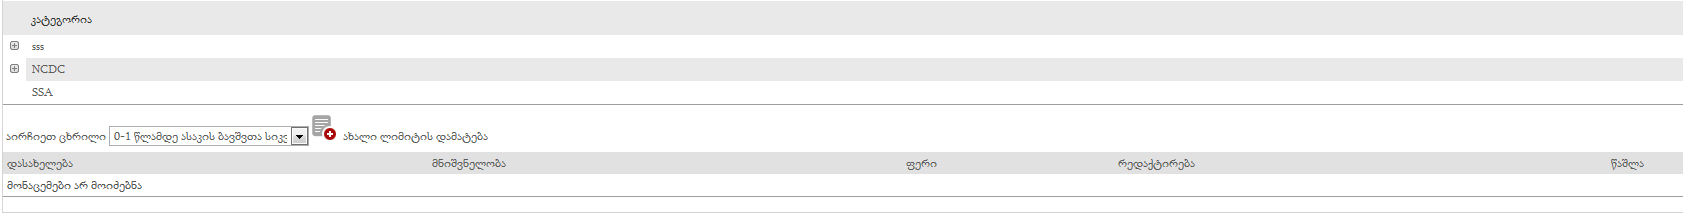 კატეგორია
sss
NCDC
SSA
აირჩიეთ ცხრილი 0-1 წლამდე ასაკის ბავშვთა სიკვ ახალი ლიმიტის დამატება
დასახელება მნიშვნელობა ფერი რედაქტირება წაშლა
მონაცემები არ მოიძებნა